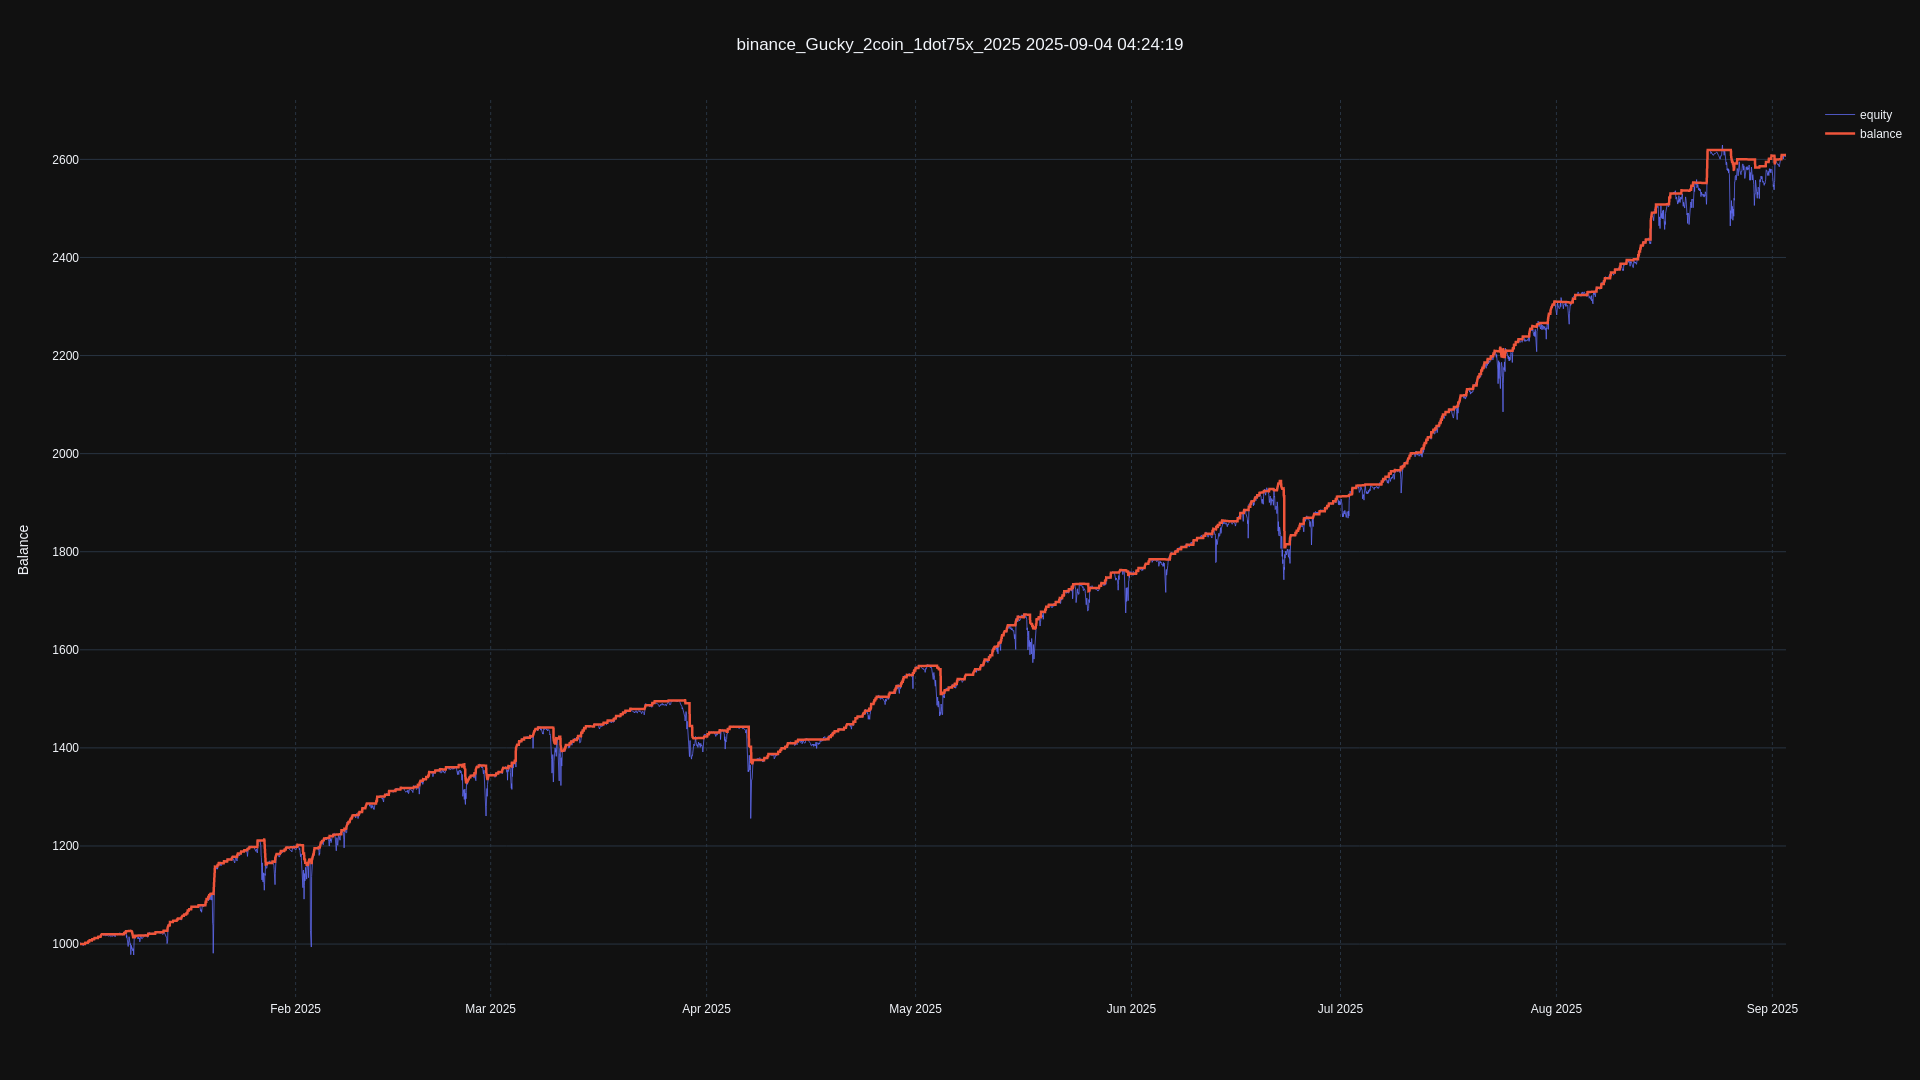 binance_Gucky_2coin_1dot75x_2025 2025-09-04 04:24:19
equity
balance
Balance
2600
2400
2200
2000
1800
1600
1400
1200
1000
Feb 2025
Mar 2025
Apr 2025
May 2025
Jun 2025
Jul 2025
Aug 2025
Sep 2025